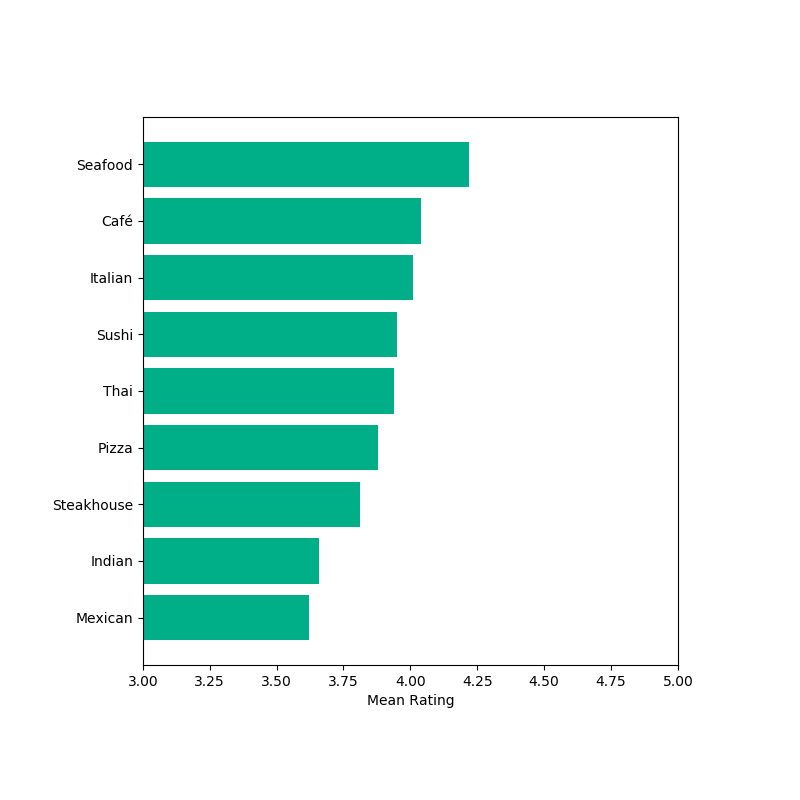 Seafood
Café
Italian
Sushi
Thai
Pizza
Steakhouse
Indian
Mexican
3.00 3.25 3.50 3.75 4.00 4.25 4.50 4.75 5.00
Mean Rating